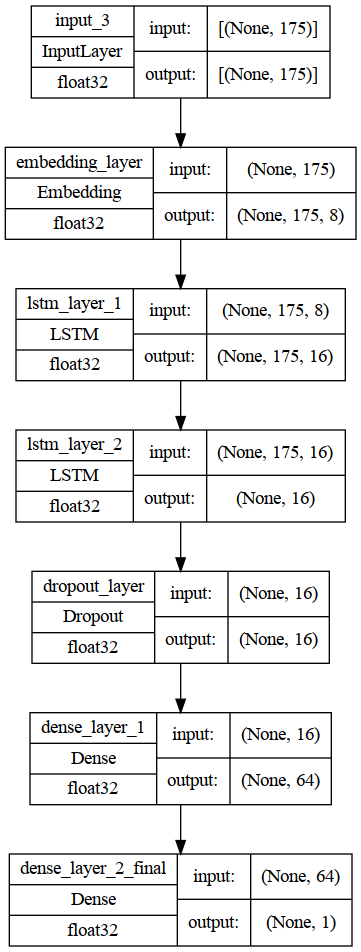 input_3
InputLayer
float32
input:
[(None, 175)]
output:
[(None, 175)]
embedding_layer
Embedding
float32
input:
(None, 175)
output:
(None, 175, 8)
lstm_layer_1
LSTM
float32
input:
(None, 175, 8)
output:
(None, 175, 16)
lstm_layer_2
LSTM
float32
input:
(None, 175, 16)
output:
(None, 16)
dropout_layer
Dropout
float32
input:
(None, 16)
output:
(None, 16)
dense_layer_1
Dense
float32
input:
(None, 16)
output:
(None, 64)
dense_layer_2_final
Dense
float32
input:
(None, 64)
output:
(None, 1)